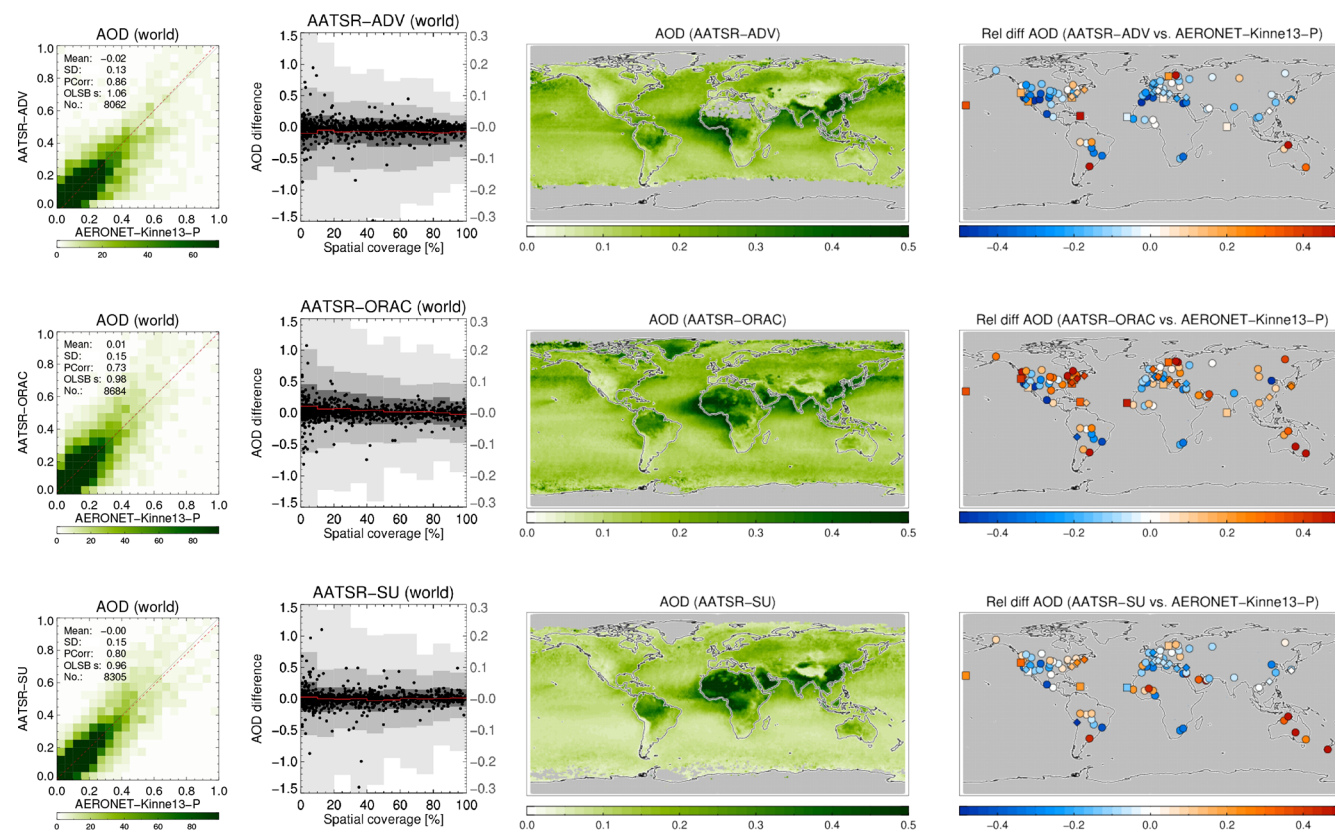 AOD (world)
AATSR−ADV (world)
AOD (AATSR−ADV)
Rel diff AOD (AATSR−ADV vs. AERONET−Kinne13−P)
Mean: −0.02
SD: 0.13
PCorr: 0.86
OLSB s: 1.06
No.: 8062
1.0
0.8
0.6
0.4
0.2
0.0
AATSR−ADV
0.0 0.2 0.4 0.6 0.8 1.0
AERONET−Kinne13−P
0 20 40 60
1.5
1.0
0.5
0.0
−0.5
−1.0
−1.5
AOD difference
0.3
0.2
0.1
−0.0
−0.1
−0.2
−0.3
0 20 40 60 80 100
Spatial coverage [%]
0.0 0.1 0.2 0.3 0.4 0.5
−0.4 −0.2 0.0 0.2 0.4
AOD (world)
AATSR−ORAC (world)
AOD (AATSR−ORAC)
Rel diff AOD (AATSR−ORAC vs. AERONET−Kinne13−P)
Mean: 0.01
SD: 0.15
PCorr: 0.73
OLSB s: 0.98
No.: 8684
1.0
0.8
0.6
0.4
0.2
0.0
AATSR−ORAC
0.0 0.2 0.4 0.6 0.8 1.0
AERONET−Kinne13−P
0 20 40 60 80
1.5
1.0
0.5
0.0
−0.5
−1.0
−1.5
AOD difference
0.3
0.2
0.1
−0.0
−0.1
−0.2
−0.3
0 20 40 60 80 100
Spatial coverage [%]
0.0 0.1 0.2 0.3 0.4 0.5
−0.4 −0.2 0.0 0.2 0.4
AOD (world)
AATSR−SU (world)
AOD (AATSR−SU)
Rel diff AOD (AATSR−SU vs. AERONET−Kinne13−P)
Mean: −0.00
SD: 0.15
PCorr: 0.80
OLSB s: 0.96
No.: 8305
1.0
0.8
0.6
0.4
0.2
0.0
AATSR−SU
0.0 0.2 0.4 0.6 0.8 1.0
AERONET−Kinne13−P
0 20 40 60 80
1.5
1.0
0.5
0.0
−0.5
−1.0
−1.5
AOD difference
0.3
0.2
0.1
−0.0
−0.1
−0.2
−0.3
0 20 40 60 80 100
Spatial coverage [%]
0.0 0.1 0.2 0.3 0.4 0.5
−0.4 −0.2 0.0 0.2 0.4